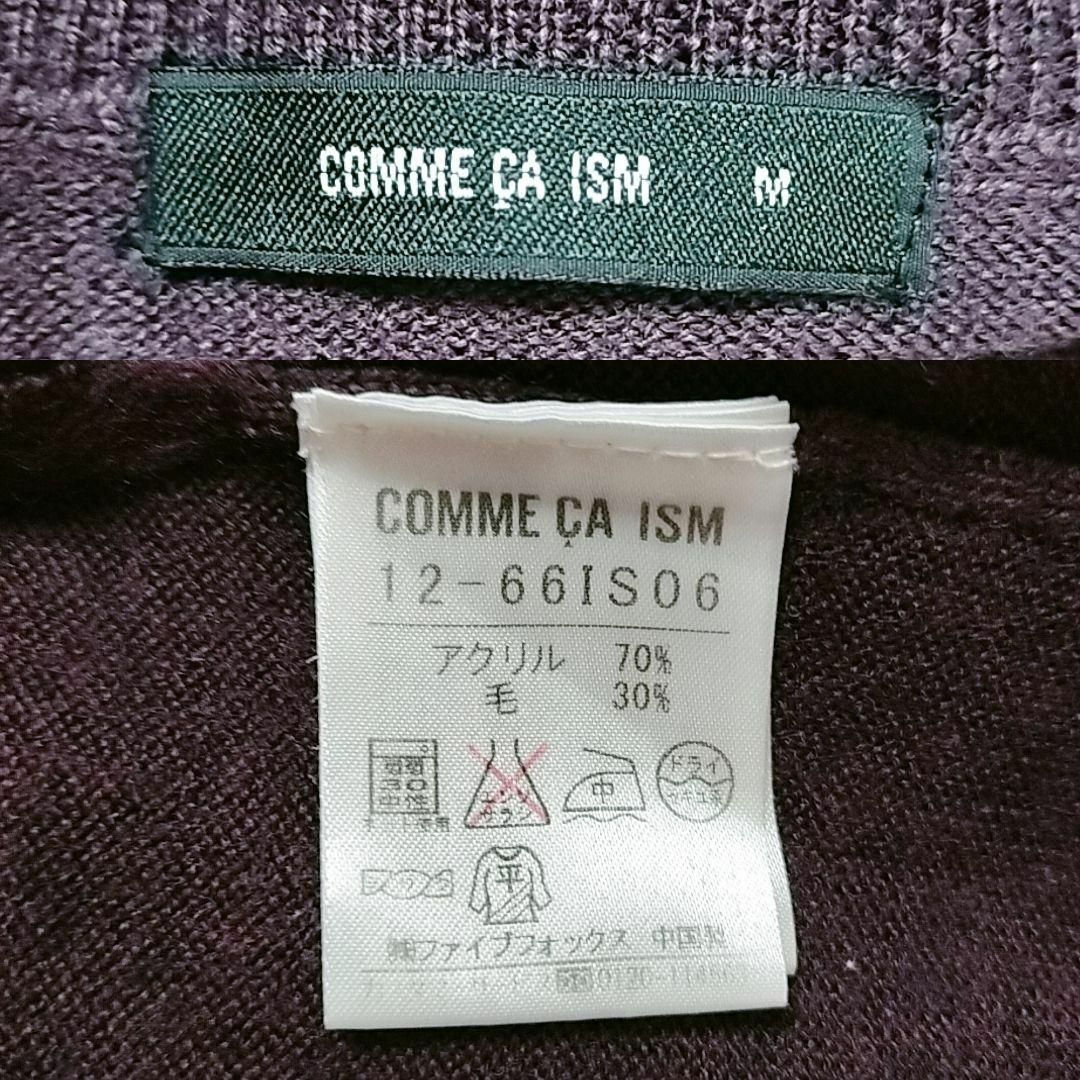 COMME ÇA ISM M
COMME ÇA ISM
12-66IS06
アクリル 70%
毛 30%
中 ドライ
平
㈱ファイブフォックス 中国製